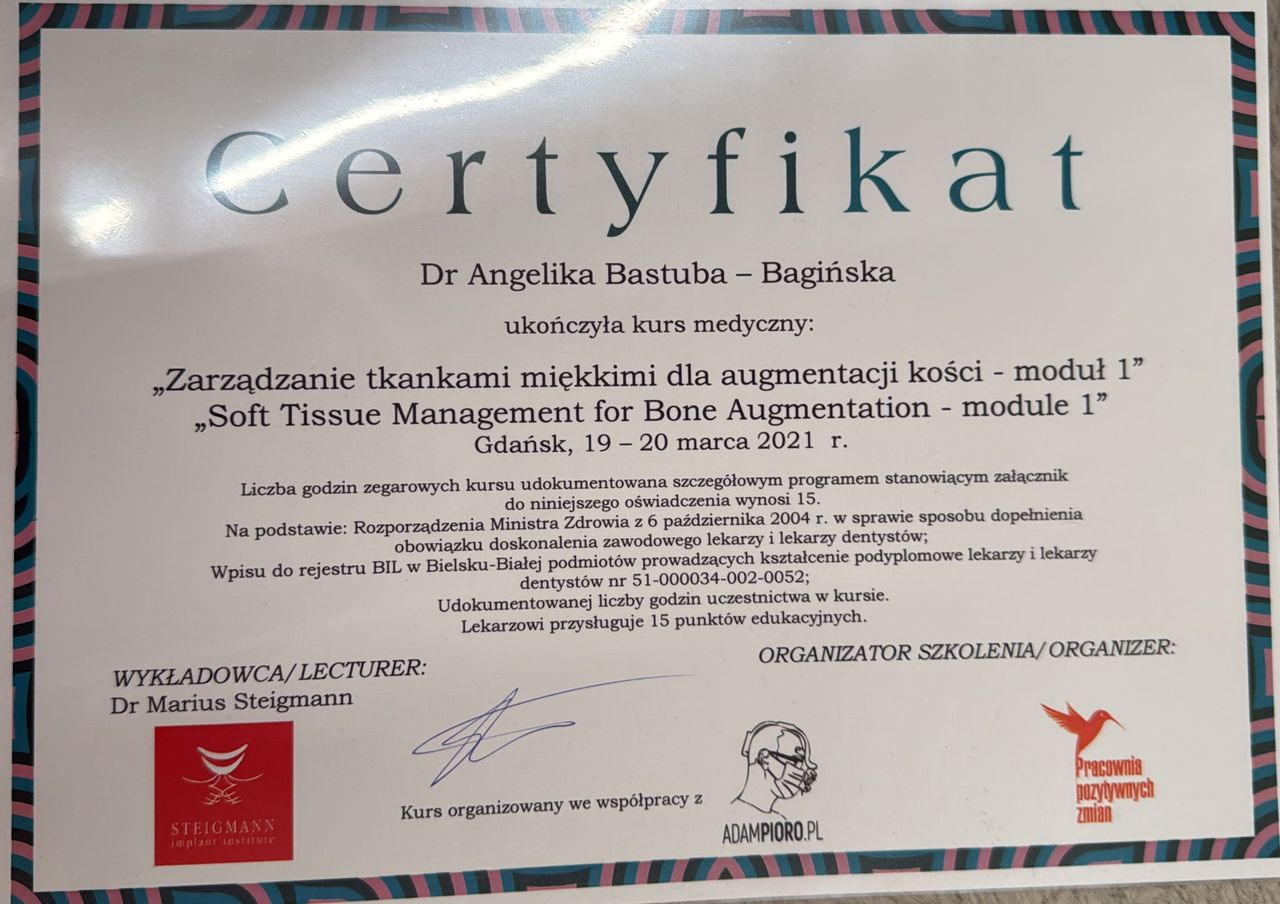 Certyfikat
Dr Angelika Bastuba – Bagińska
ukończyła kurs medyczny:
„Zarządzanie tkankami miękkimi dla augmentacji kości - moduł 1”
„Soft Tissue Management for Bone Augmentation - module 1”
Gdańsk, 19 – 20 marca 2021 r.
Liczba godzin zegarowych kursu udokumentowana szczegółowym programem stanowiącym załącznik
do niniejszego oświadczenia wynosi 15.
Na podstawie: Rozporządzenia Ministra Zdrowia z 6 października 2004 r. w sprawie sposobu dopełnienia
obowiązku doskonalenia zawodowego lekarzy i lekarzy dentystów;
Wpisu do rejestru BIL w Bielsku-Białej podmiotów prowadzących kształcenie podyplomowe lekarzy i lekarzy
dentystów nr 51-000034-002-0052;
Udokumentowanej liczby godzin uczestnictwa w kursie.
Lekarzowi przysługuje 15 punktów edukacyjnych.
WYKŁADOWCA/LECTURER:
Dr Marius Steigmann
STEIGMANN
implant institute
Kurs organizowany we współpracy z
ADAMPIORO.PL
ORGANIZATOR SZKOLENIA/ORGANIZER:
Pracownia
pozytywnych
zmian